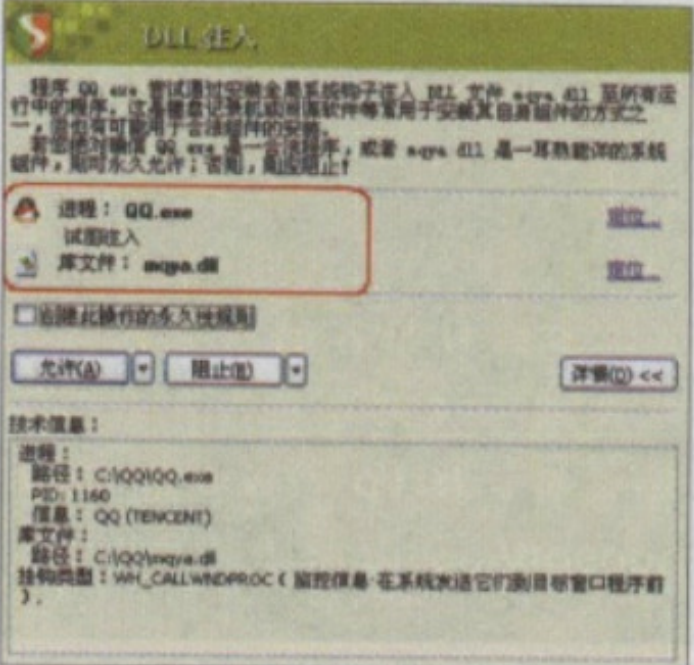 DLL 注入
程序 QQ.exe 尝试通过安装全局系统钩子注入 DLL 文件 mqya.dll 至所有运
行中的程序。这是键盘记录机或间谍软件等常用于安装其自身组件的方式之
一，但也有可能用于合法组件的安装。
若您绝对确信 QQ.exe 是一合法程序，或者 mqya.dll 是一耳熟能详的系统
组件，则可永久允许；否则，则应阻止！
进程：QQ.exe
定位...
试图注入
库文件：mqya.dll
定位...
创建此操作的永久性规则
允许(A)
阻止(B)
详情(D) <<
技术信息：
进程：
路径：C:\QQ\QQ.exe
PID: 1160
信息：QQ (TENCENT)
库文件：
路径：C:\QQ\mqya.dll
挂钩类型：WH_CALLWNDPROC ( 监控信息 在系统发送它们到目标窗口程序前
).